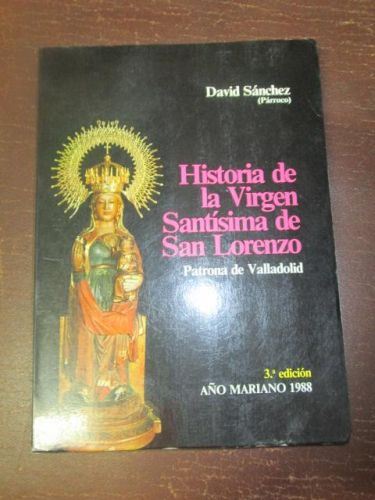 David Sánchez
(Párroco)
Historia de
la Virgen
Santísima de
San Lorenzo
Patrona de Valladolid
3.ª edición
AÑO MARIANO 1988